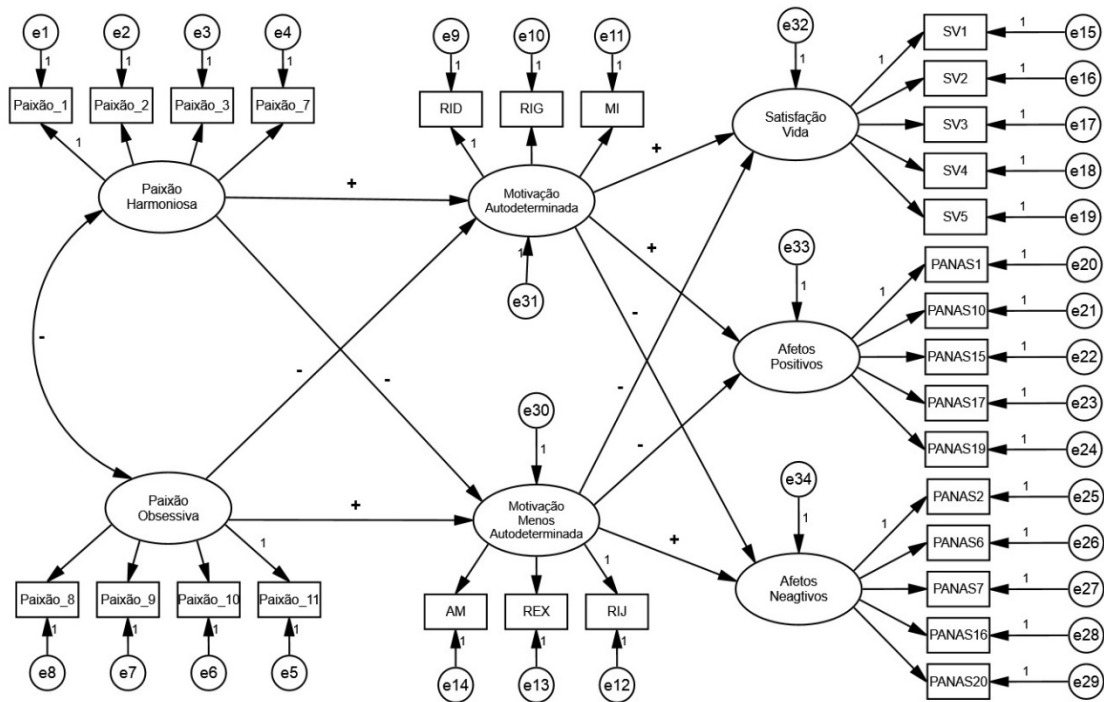 e1
e2
e3
e4
1
1
1
1
Paixão_1
Paixão_2
Paixão_3
Paixão_7
1
Paixão
Harmoniosa
-
Paixão
Obsessiva
1
Paixão_8
Paixão_9
Paixão_10
Paixão_11
1
1
1
1
e8
e7
e6
e5
+
-
-
+
e9
e10
e11
1
1
1
RID
RIG
MI
1
Motivação
Autodeterminada
1
e31
e30
1
Motivação
Menos
Autodeterminada
1
AM
REX
RIJ
1
1
1
e14
e13
e12
+
+
-
-
-
+
e32
1
Satisfação
Vida
1
SV1
1
e15
SV2
1
e16
SV3
1
e17
SV4
1
e18
SV5
1
e19
e33
1
Afetos
Positivos
1
PANAS1
1
e20
PANAS10
1
e21
PANAS15
1
e22
PANAS17
1
e23
PANAS19
1
e24
e34
1
Afetos
Neagtivos
1
PANAS2
1
e25
PANAS6
1
e26
PANAS7
1
e27
PANAS16
1
e28
PANAS20
1
e29